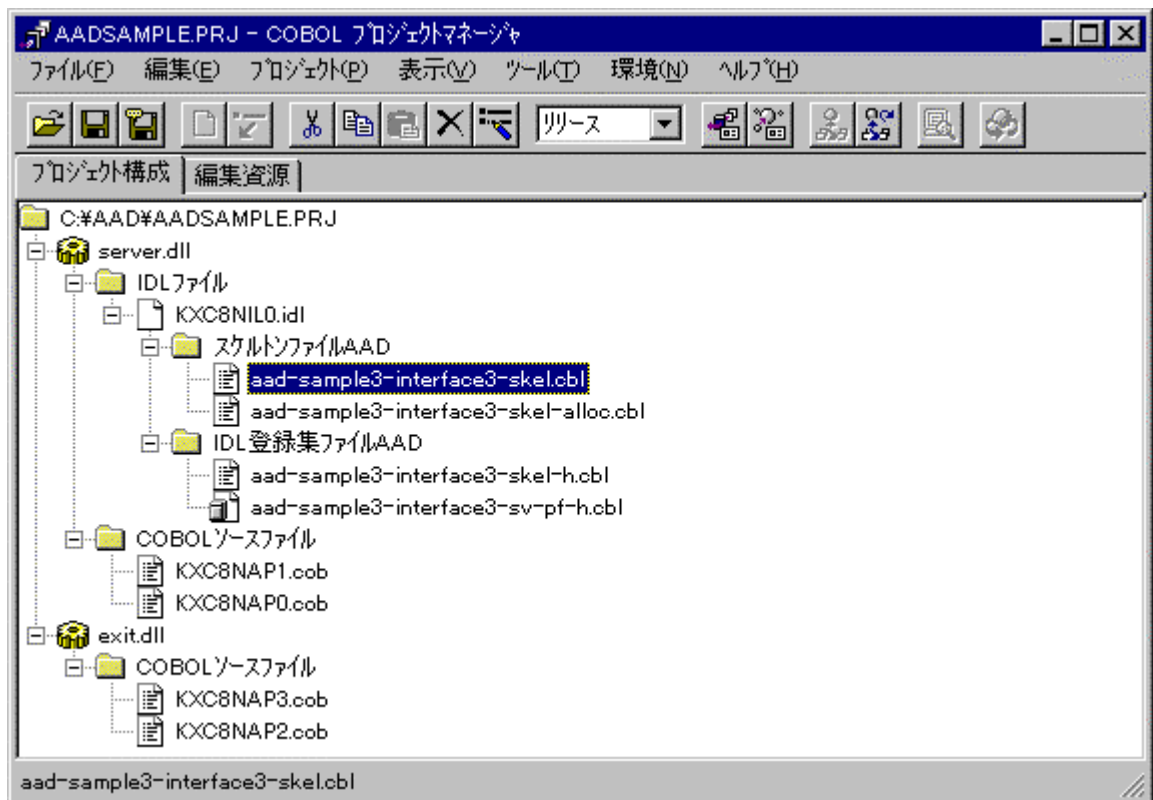 AADSAMPLE.PRJ - COBOL ﾌﾟﾛｼﾞｪｸﾄﾏﾈｰｼﾞｬ
ﾌｧｲﾙ(F) 編集(E) ﾌﾟﾛｼﾞｪｸﾄ(P) 表示(V) ﾂｰﾙ(T) 環境(N) ﾍﾙﾌﾟ(H)
ﾘﾘｰｽ
ﾌﾟﾛｼﾞｪｸﾄ構成 編集資源
C:¥AAD¥AADSAMPLE.PRJ
server.dll
IDLﾌｧｲﾙ
KXC8NIL0.idl
ｽｹﾙﾄﾝﾌｧｲﾙAAD
aad-sample3-interface3-skel.cbl
aad-sample3-interface3-skel-alloc.cbl
IDL登録集ﾌｧｲﾙAAD
aad-sample3-interface3-skel-h.cbl
aad-sample3-interface3-sv-pf-h.cbl
COBOLｿｰｽﾌｧｲﾙ
KXC8NAP1.cob
KXC8NAP0.cob
exit.dll
COBOLｿｰｽﾌｧｲﾙ
KXC8NAP3.cob
KXC8NAP2.cob
aad-sample3-interface3-skel.cbl